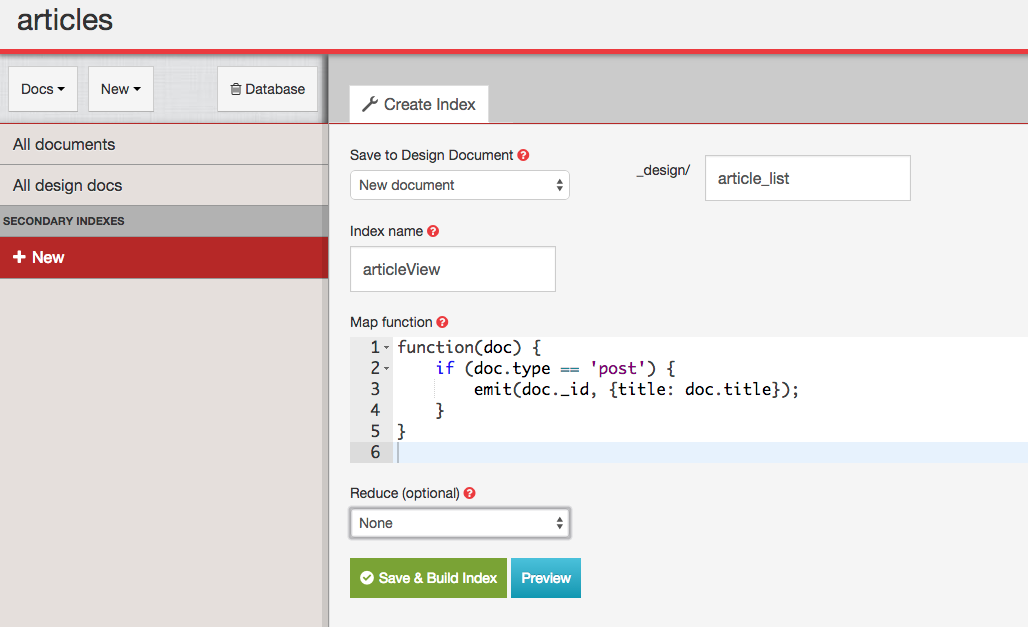 articles
Docs
New
Database
All documents
All design docs
SECONDARY INDEXES
+ New
Create Index
Save to Design Document ?
New document
_design/
article_list
Index name ?
articleView
Map function ?
1 function(doc) {
2     if (doc.type == 'post') {
3         emit(doc._id, {title: doc.title});
4     }
5 }
6
Reduce (optional) ?
None
Save & Build Index
Preview